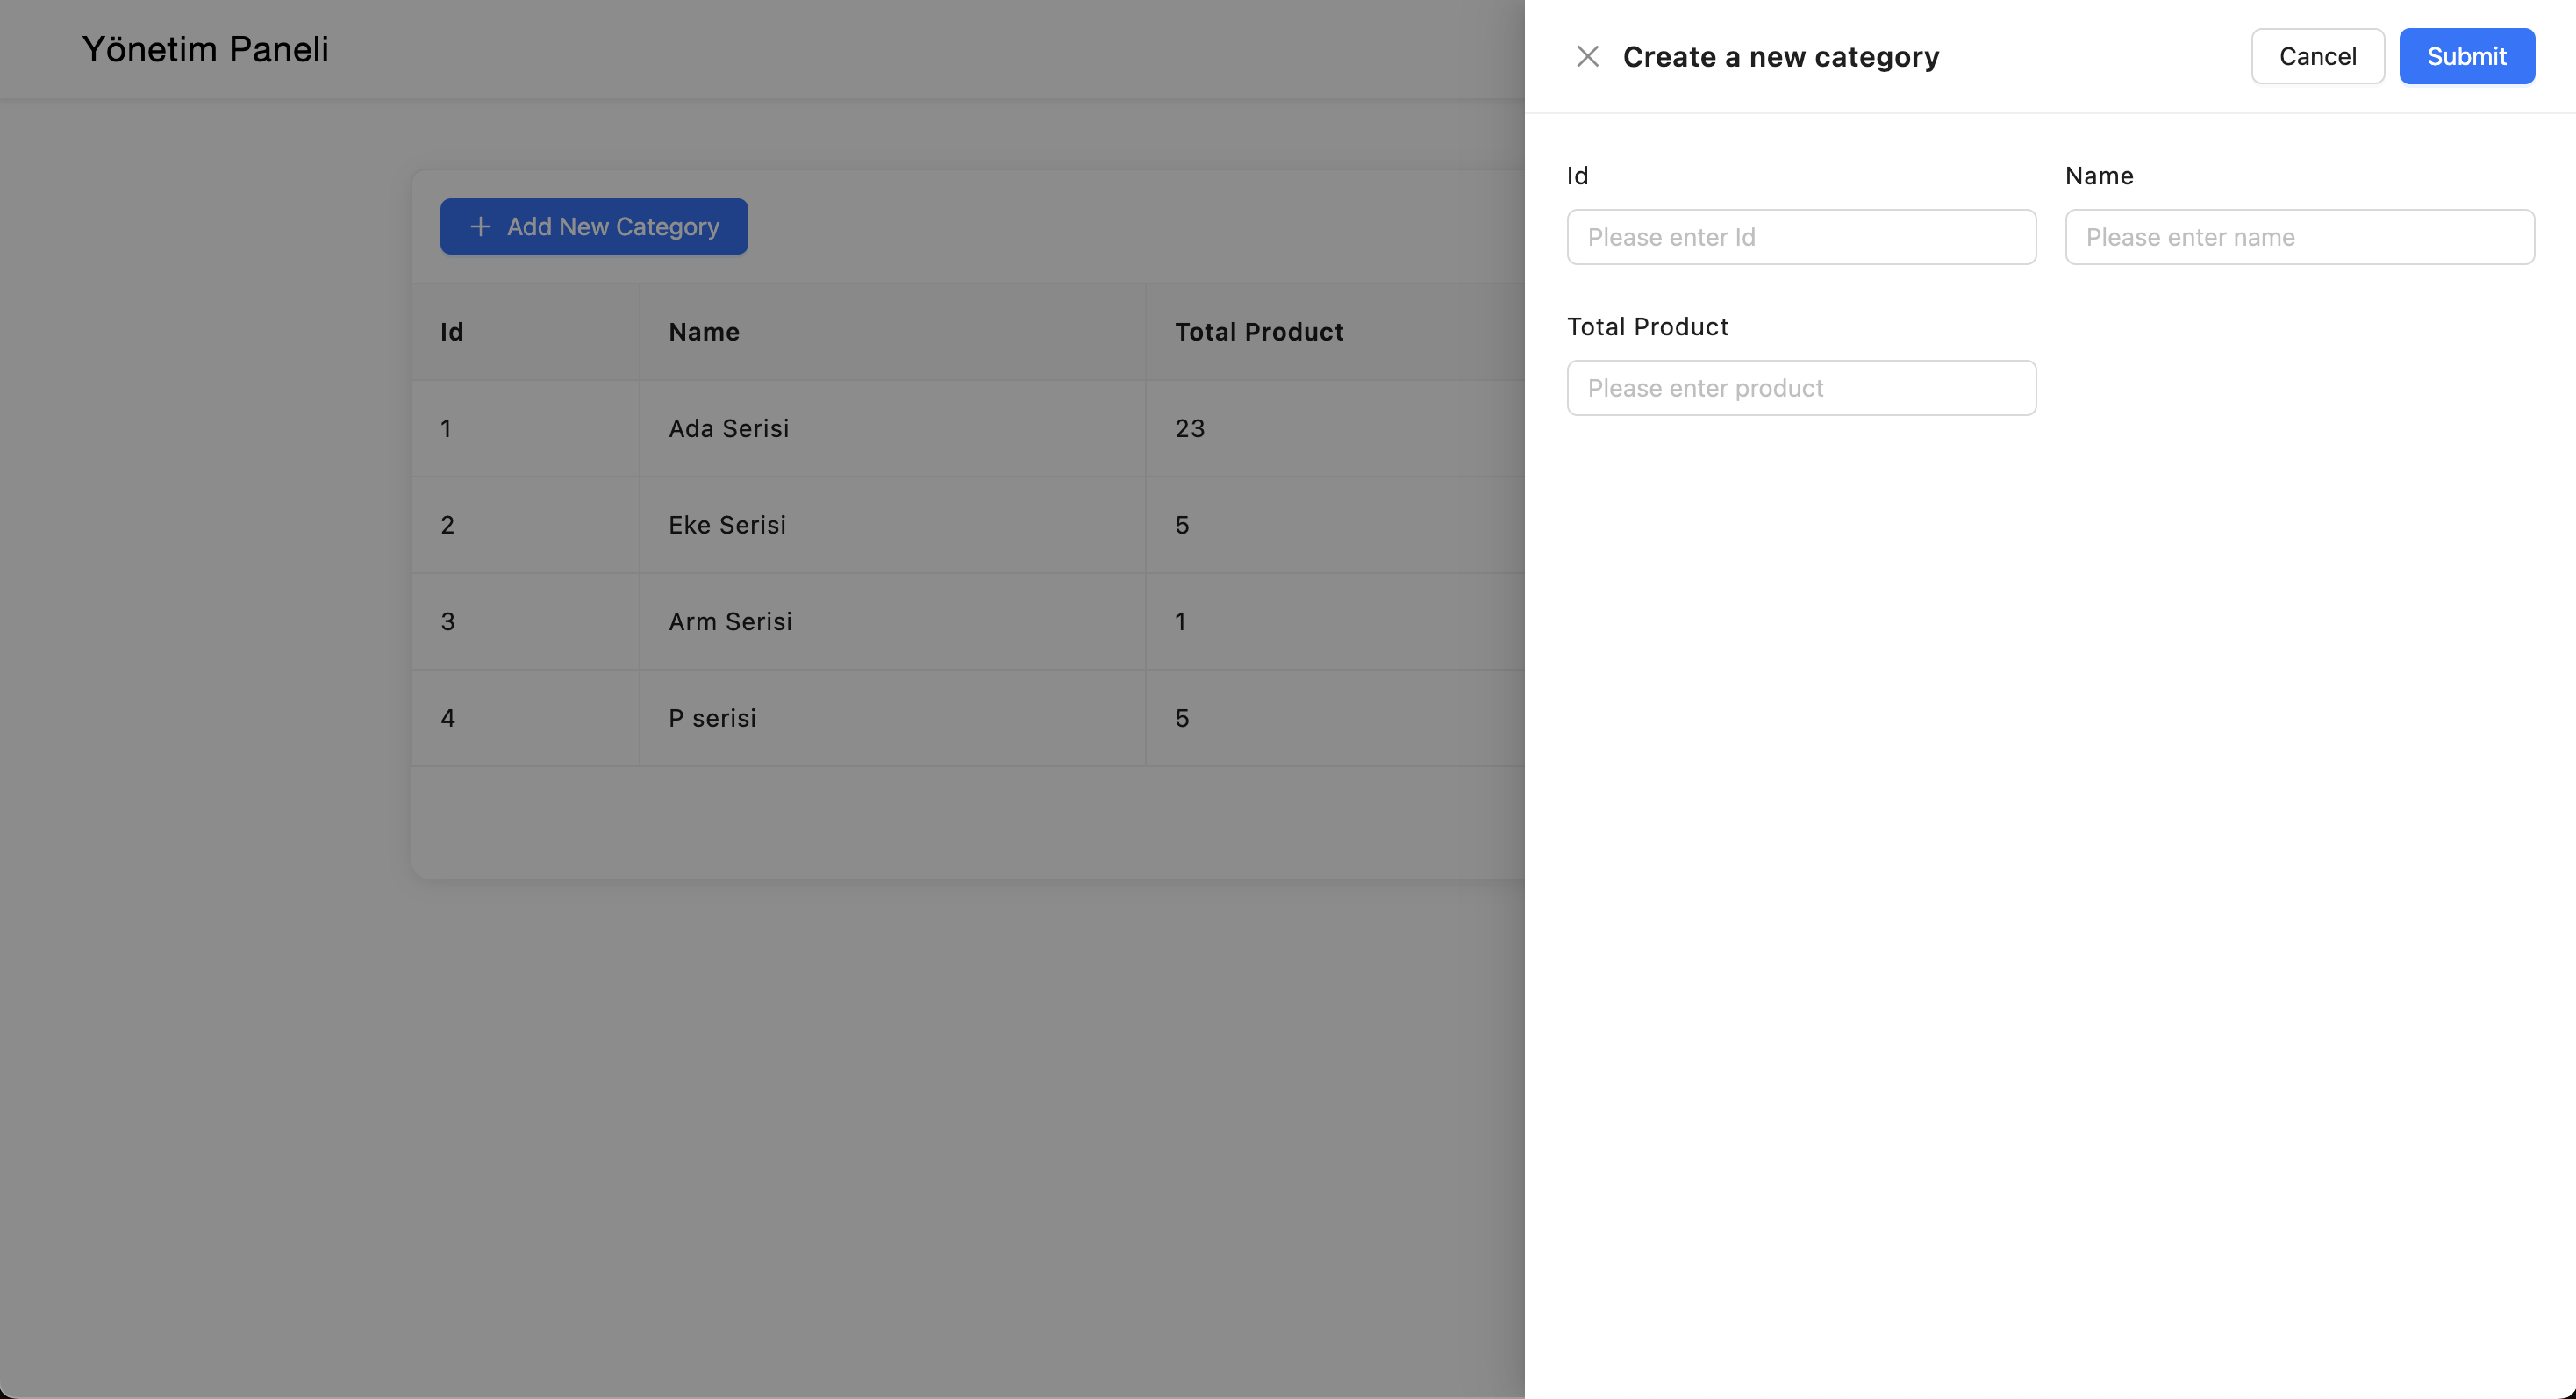 Yönetim Paneli
Add New Category
Id Name Total Product
1 Ada Serisi 23
2 Eke Serisi 5
3 Arm Serisi 1
4 P serisi 5
Create a new category Cancel Submit
Id Name
Please enter Id Please enter name
Total Product
Please enter product